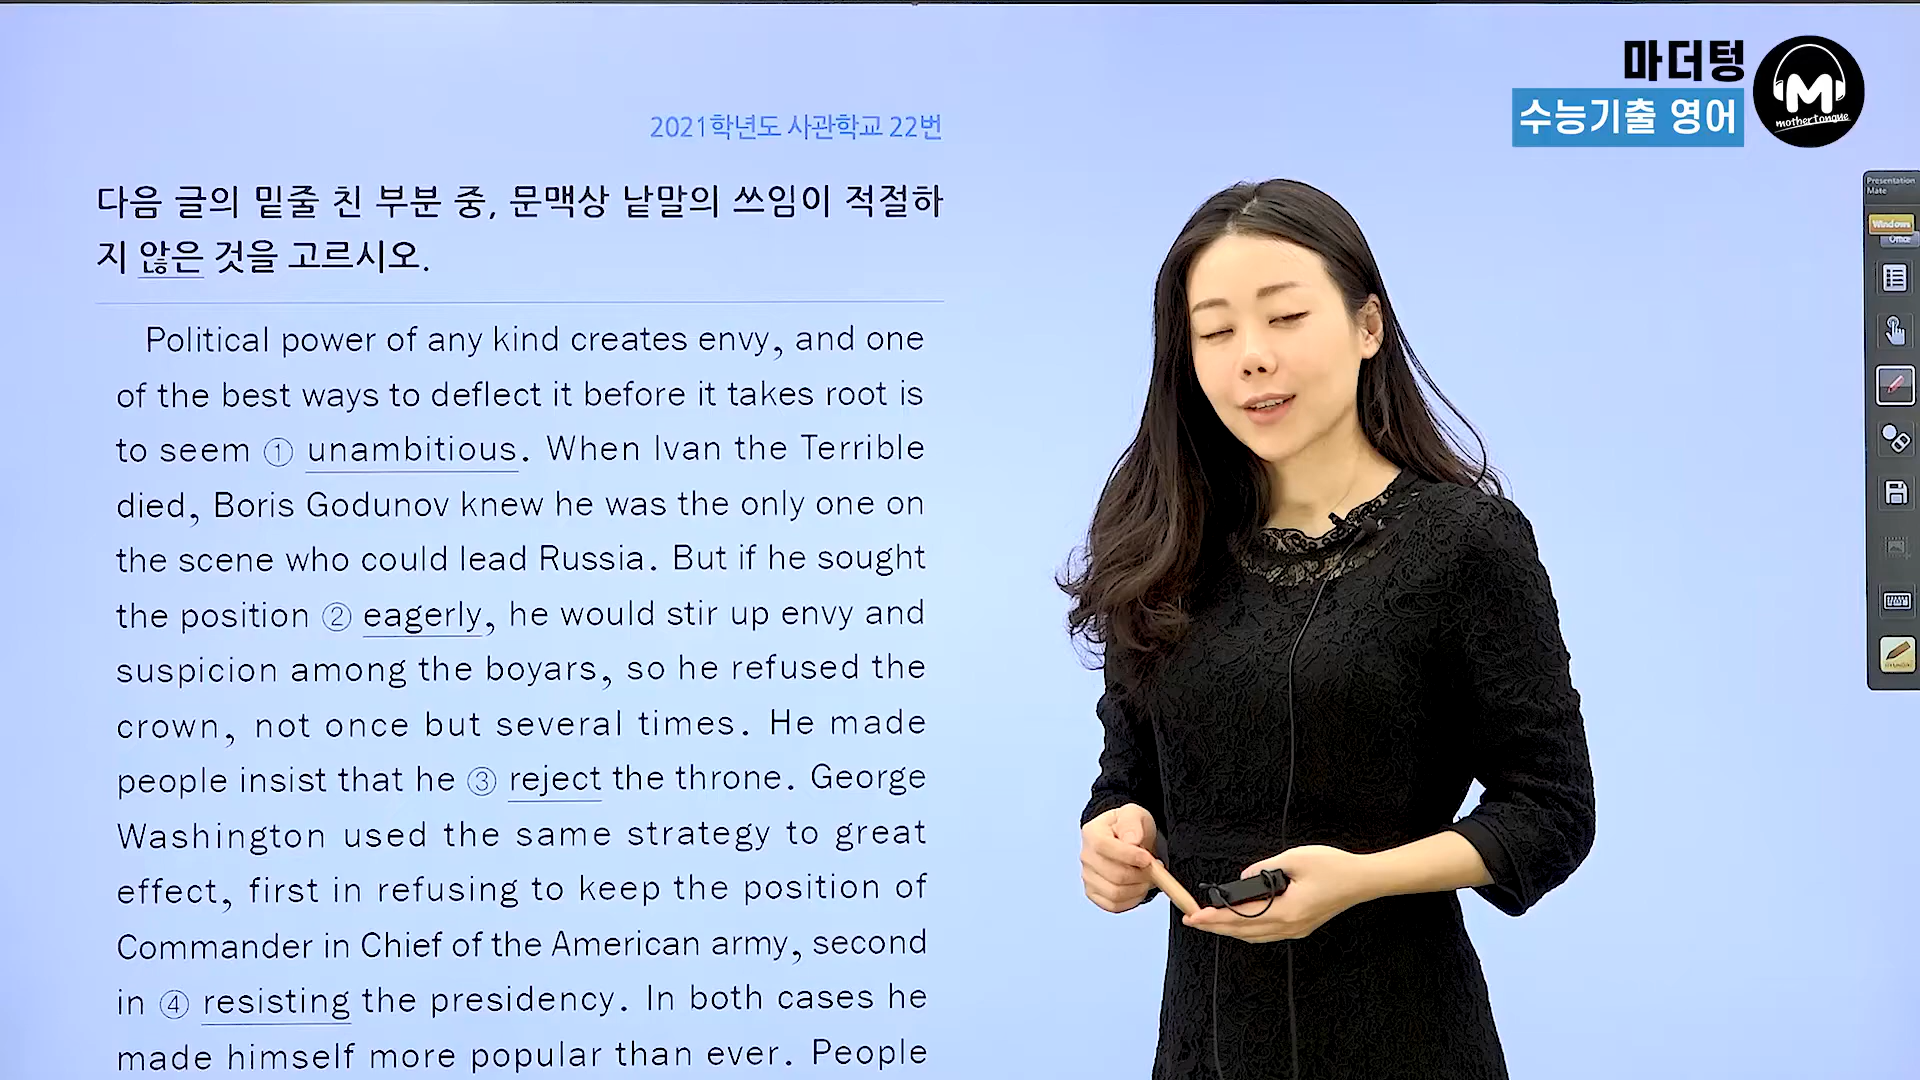 마더텅
수능기출 영어
M
mothertongue
2021학년도 사관학교 22번
다음 글의 밑줄 친 부분 중, 문맥상 낱말의 쓰임이 적절하
지 않은 것을 고르시오.
Political power of any kind creates envy, and one
of the best ways to deflect it before it takes root is
to seem ① unambitious. When Ivan the Terrible
died, Boris Godunov knew he was the only one on
the scene who could lead Russia. But if he sought
the position ② eagerly, he would stir up envy and
suspicion among the boyars, so he refused the
crown, not once but several times. He made
people insist that he ③ reject the throne. George
Washington used the same strategy to great
effect, first in refusing to keep the position of
Commander in Chief of the American army, second
in ④ resisting the presidency. In both cases he
made himself more popular than ever. People
Presentation
Mate
Windows
Office